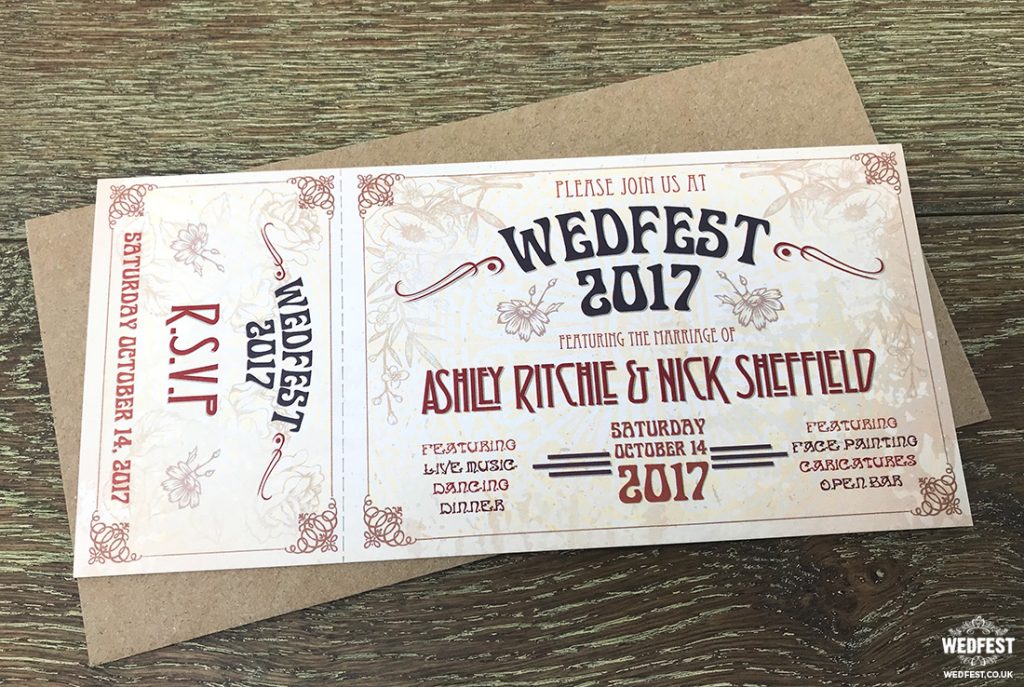 PLEASE JOIN US AT
WEDFEST
2017
FEATURING THE MARRIAGE OF
ASHLEY RITCHIE & NICK SHEFFIELD
FEATURING
LIVE MUSIC
DANCING
DINNER
SATURDAY
OCTOBER 14
2017
FEATURING
FACE PAINTING
CARICATURES
OPEN BAR
WEDFEST
2017
R.S.V.P
SATURDAY OCTOBER 14, 2017
WEDFEST
WEDFEST.CO.UK